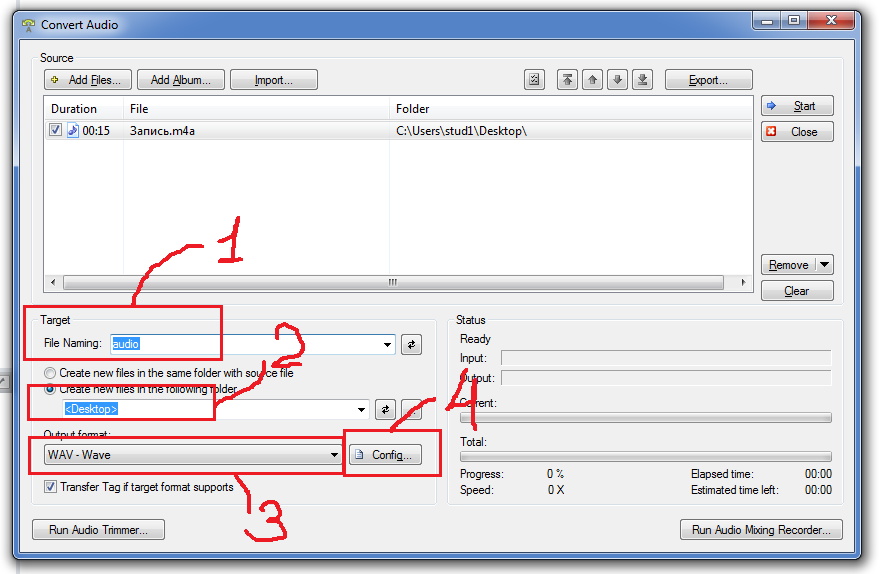 Convert Audio
Source
Add Files... Add Album... Import... Export...
Duration File Folder
00:15 Запись.m4a C:\Users\stud1\Desktop\
Start
Close
1
Remove
Clear
Target
File Naming: audio
Create new files in the same folder with source file
Create new files in the following folder
2
<Desktop>
Output format:
WAV - Wave Config...
4
3
Transfer Tag if target format supports
Status
Ready
Input:
Output:
Current:
Total:
Progress: 0 % Elapsed time: 00:00
Speed: 0 X Estimated time left: 00:00
Run Audio Trimmer... Run Audio Mixing Recorder...